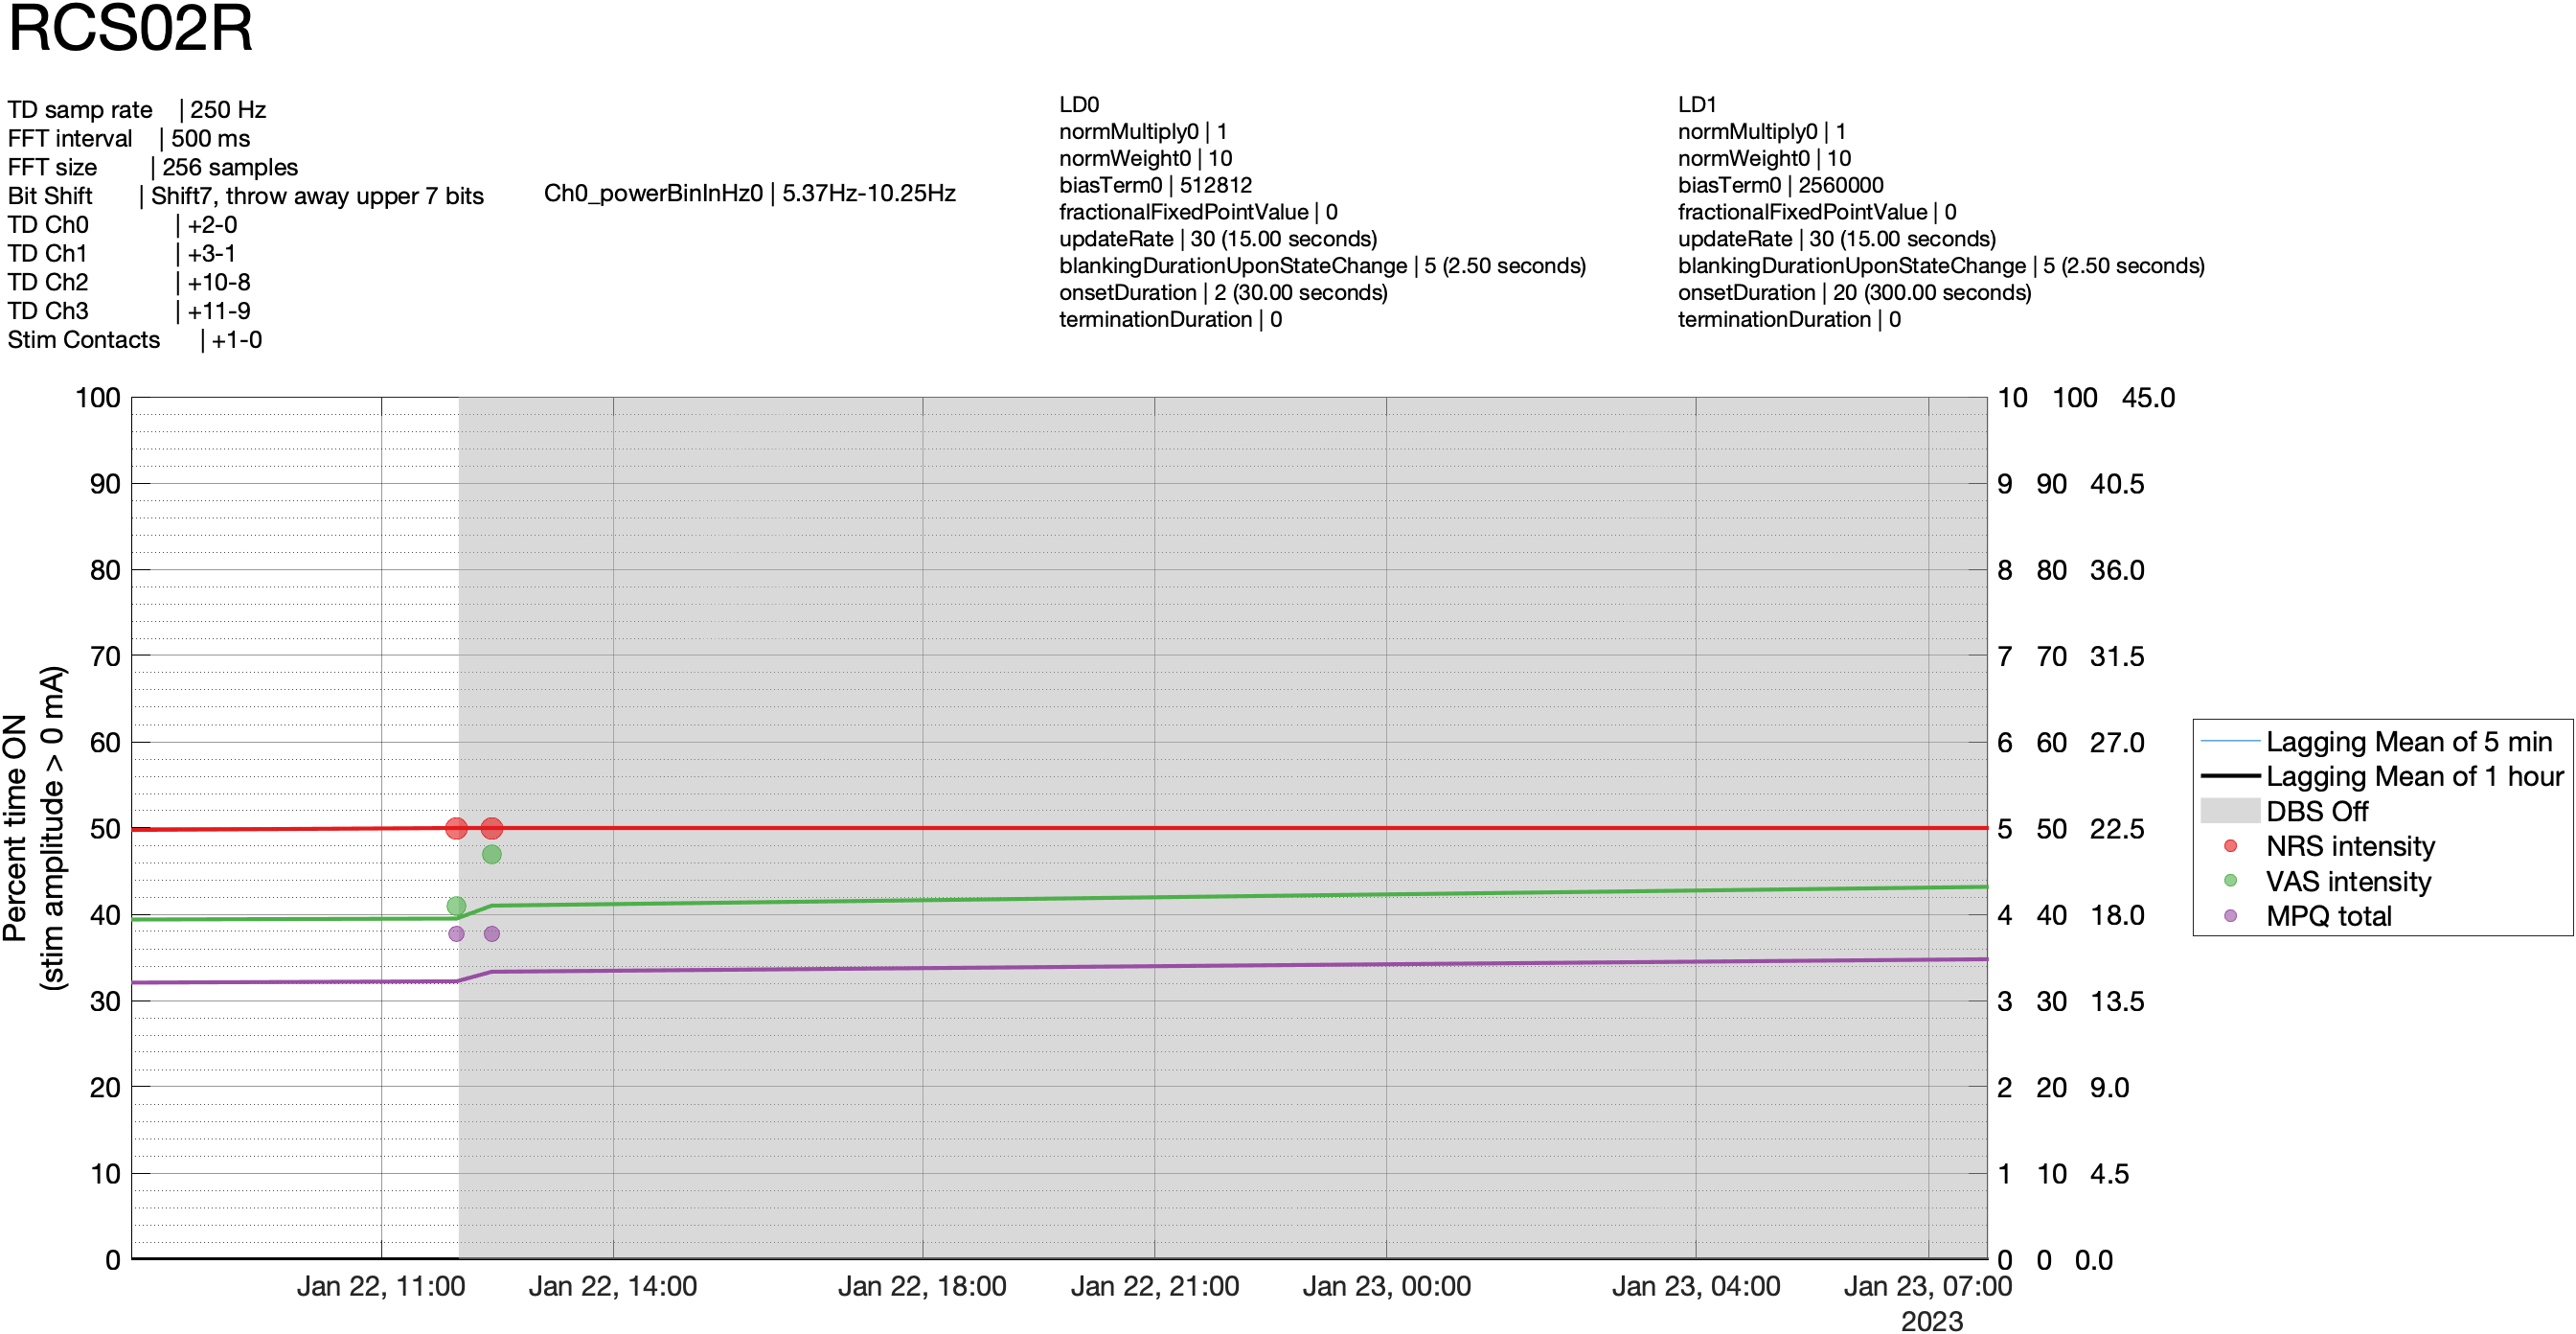 RCS02R
TD samp rate | 250 Hz
FFT interval | 500 ms
FFT size | 256 samples
Bit Shift | Shift7, throw away upper 7 bits
TD Ch0 | +2-0
TD Ch1 | +3-1
TD Ch2 | +10-8
TD Ch3 | +11-9
Stim Contacts | +1-0
Ch0_powerBinInHz0 | 5.37Hz-10.25Hz
LD0
normMultiply0 | 1
normWeight0 | 10
biasTerm0 | 512812
fractionalFixedPointValue | 0
updateRate | 30 (15.00 seconds)
blankingDurationUponStateChange | 5 (2.50 seconds)
onsetDuration | 2 (30.00 seconds)
terminationDuration | 0
LD1
normMultiply0 | 1
normWeight0 | 10
biasTerm0 | 2560000
fractionalFixedPointValue | 0
updateRate | 30 (15.00 seconds)
blankingDurationUponStateChange | 5 (2.50 seconds)
onsetDuration | 20 (300.00 seconds)
terminationDuration | 0
Percent time ON
(stim amplitude > 0 mA)
100
90
80
70
60
50
40
30
20
10
0
10 100 45.0
9 90 40.5
8 80 36.0
7 70 31.5
6 60 27.0
5 50 22.5
4 40 18.0
3 30 13.5
2 20 9.0
1 10 4.5
0 0 0.0
Jan 22, 11:00
Jan 22, 14:00
Jan 22, 18:00
Jan 22, 21:00
Jan 23, 00:00
Jan 23, 04:00
Jan 23, 07:00
2023
Lagging Mean of 5 min
Lagging Mean of 1 hour
DBS Off
NRS intensity
VAS intensity
MPQ total